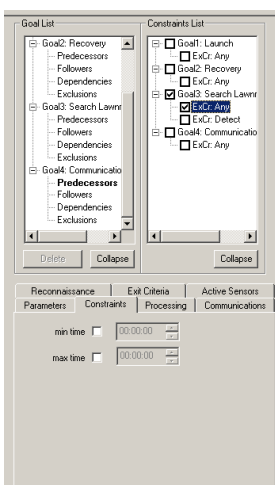 Goal List
Goal2: Recovery
Predecessors
Followers
Dependencies
Exclusions
Goal3: Search Lawnr
Predecessors
Followers
Dependencies
Exclusions
Goal4: Communicatio
Predecessors
Followers
Dependencies
Exclusions
Delete
Collapse
Constraints List
Goal1: Launch
ExCr: Any
Goal2: Recovery
ExCr: Any
Goal3: Search Lawnr
ExCr: Any
ExCr: Detect
Goal4: Communicatio
ExCr: Any
Collapse
Reconnaissance Exit Criteria Active Sensors
Parameters Constraints Processing Communications
min time 00:00:00
max time 00:00:00